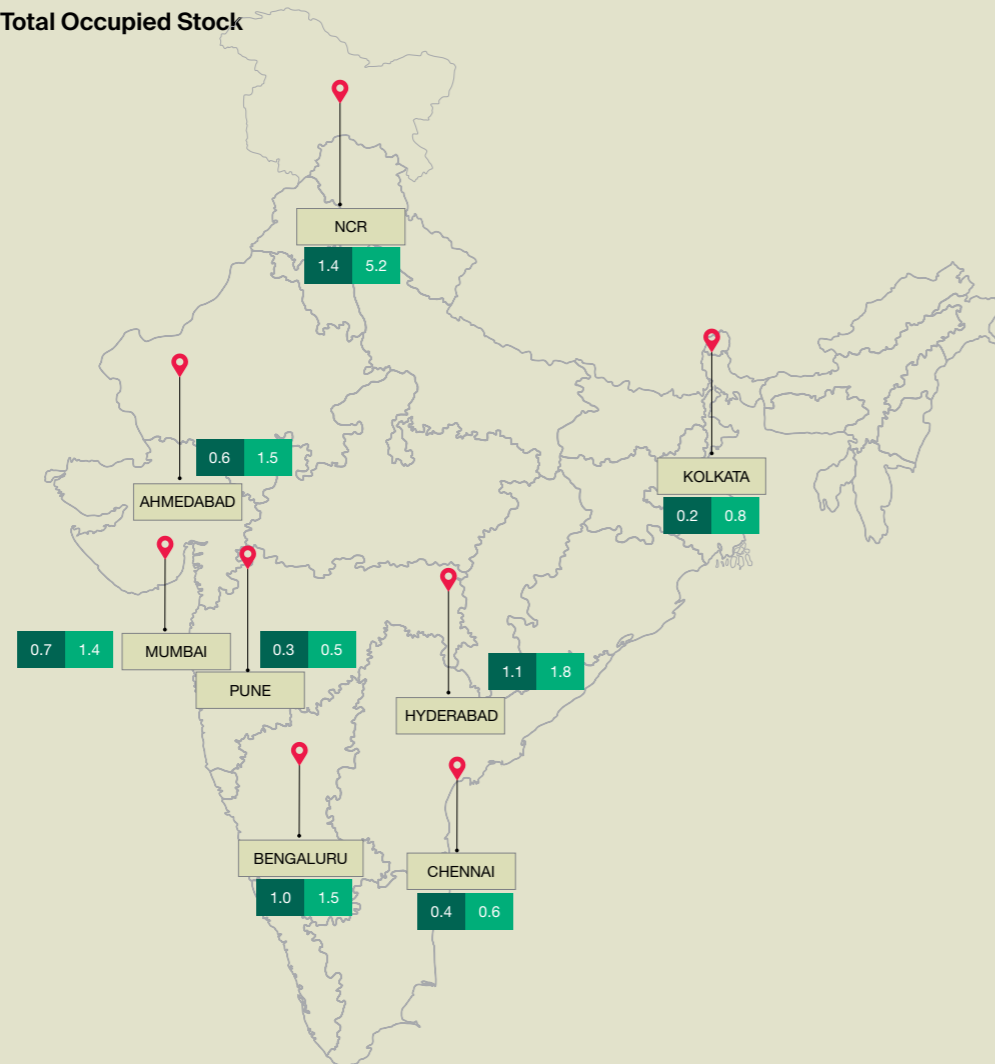 Total Occupied Stock
NCR
1.4 5.2
0.6 1.5
AHMEDABAD
KOLKATA
0.2 0.8
0.7 1.4
MUMBAI
0.3 0.5
PUNE
1.1 1.8
HYDERABAD
BENGALURU
1.0 1.5
CHENNAI
0.4 0.6